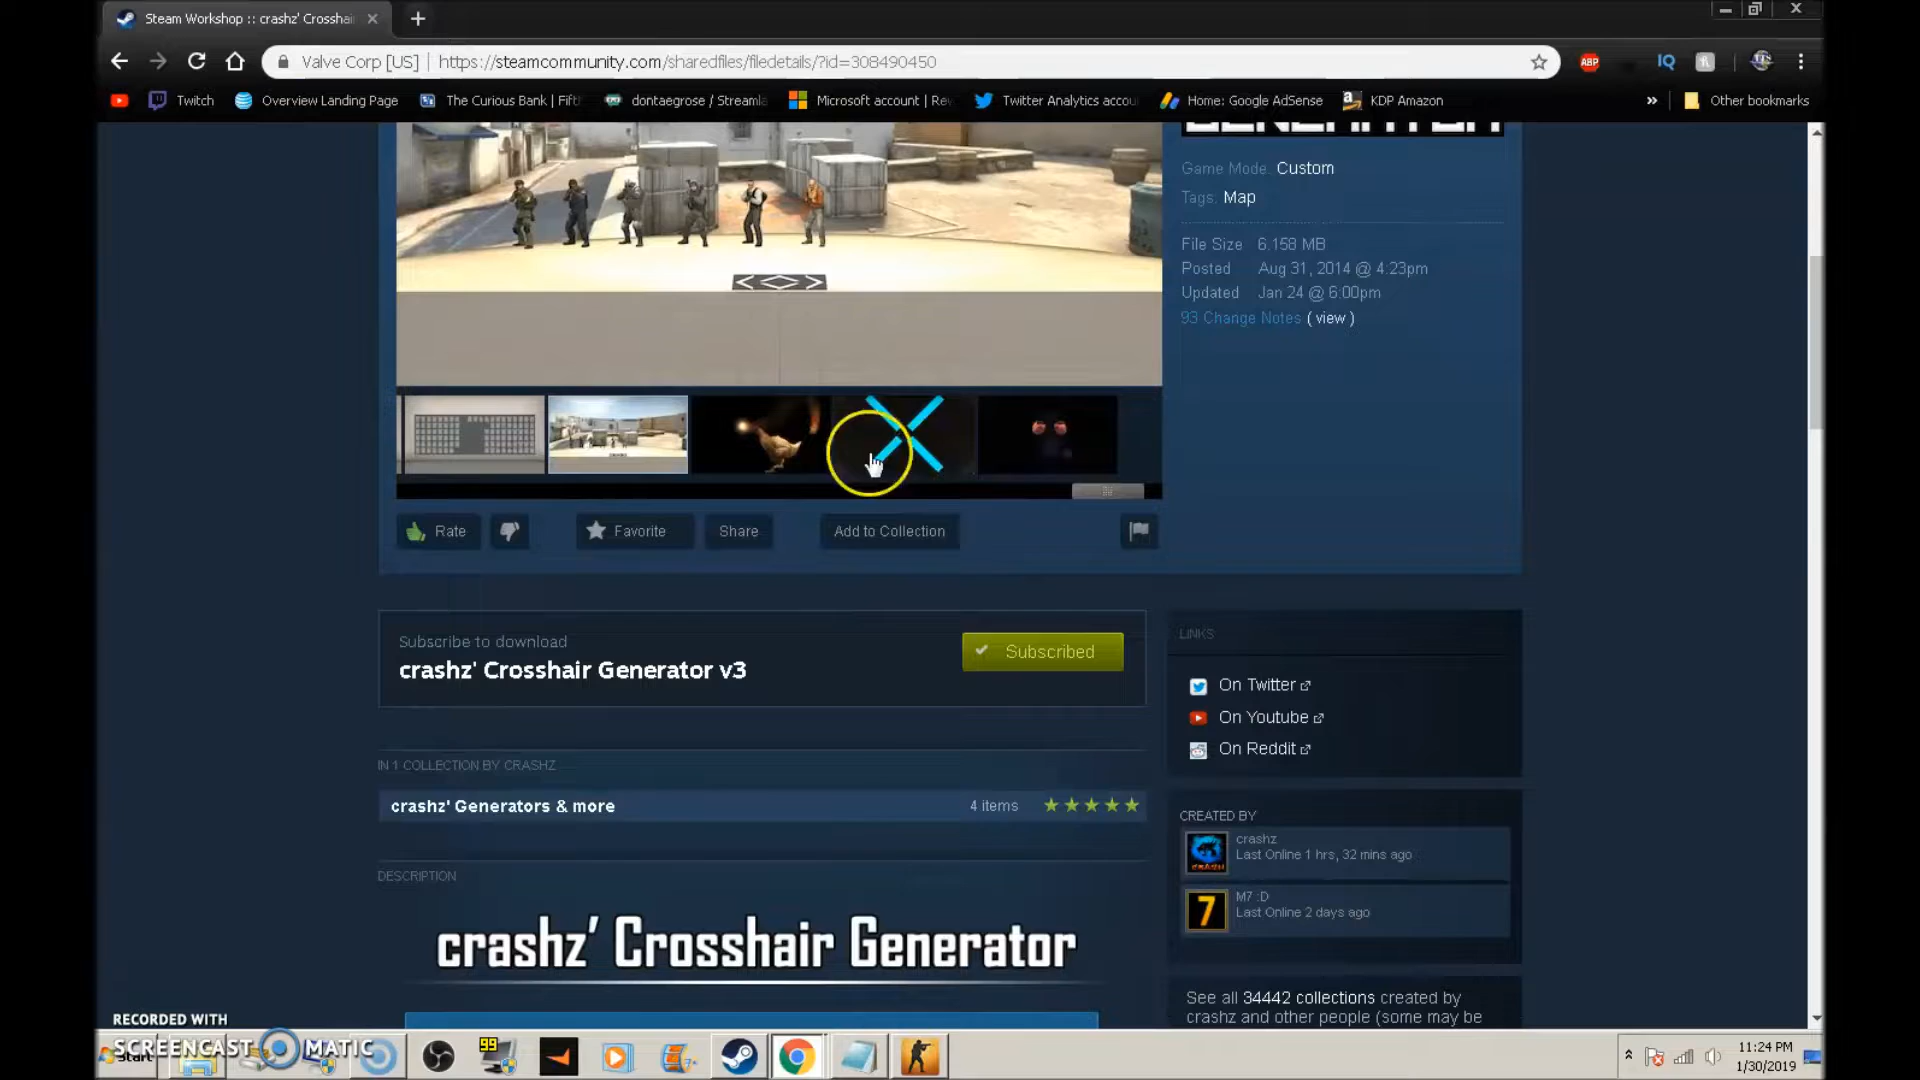 Steam Workshop :: crashz' Crosshai
Valve Corp [US] | https://steamcommunity.com/sharedfiles/filedetails/?id=308490450
ABP
IQ
Twitch
Overview Landing Page
The Curious Bank | Fift
dontaegrose / Streamla
Microsoft account | Rev
Twitter Analytics accou
Home: Google AdSense
KDP Amazon
»
Other bookmarks
Game Mode: Custom
Tags: Map
File Size 6.158 MB
Posted Aug 31, 2014 @ 4:23pm
Updated Jan 24 @ 6:00pm
93 Change Notes ( view )
Rate
Favorite
Share
Add to Collection
Subscribe to download
crashz' Crosshair Generator v3
Subscribed
IN 1 COLLECTION BY CRASHZ
crashz' Generators & more
4 items
DESCRIPTION
crashz' Crosshair Generator
LINKS
On Twitter
On Youtube
On Reddit
CREATED BY
crashz
Last Online 1 hrs, 32 mins ago
7
M7 :D
Last Online 2 days ago
See all 34442 collections created by
crashz and other people (some may be
RECORDED WITH
SCREENCAST MATIC
Start
99
11:24 PM
1/30/2019